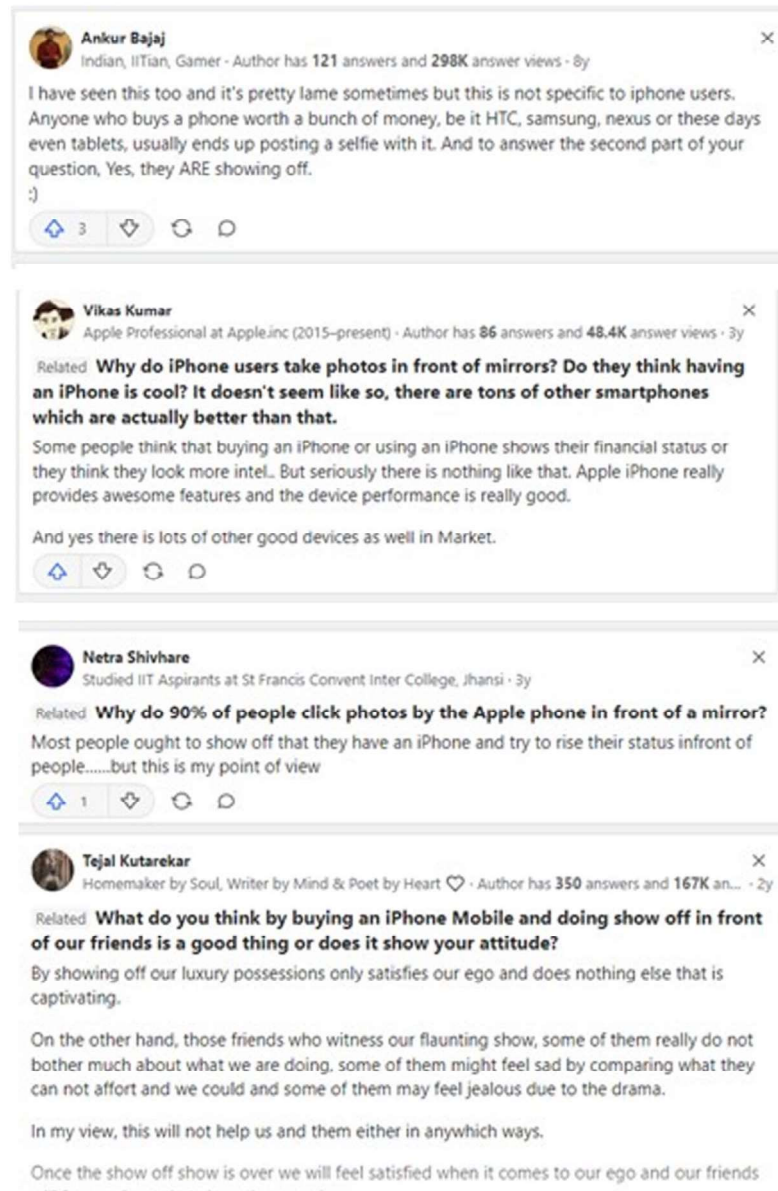 Ankur Bajaj
Indian, IITian, Gamer · Author has 121 answers and 298K answer views · 8y
I have seen this too and it's pretty lame sometimes but this is not specific to iphone users.
Anyone who buys a phone worth a bunch of money, be it HTC, samsung, nexus or these days
even tablets, usually ends up posting a selfie with it. And to answer the second part of your
question, Yes, they ARE showing off.
:)
3
Vikas Kumar
Apple Professional at Apple.inc (2015–present) · Author has 86 answers and 48.4K answer views · 3y
Related Why do iPhone users take photos in front of mirrors? Do they think having
an iPhone is cool? It doesn't seem like so, there are tons of other smartphones
which are actually better than that.
Some people think that buying an iPhone or using an iPhone shows their financial status or
they think they look more intel.. But seriously there is nothing like that. Apple iPhone really
provides awesome features and the device performance is really good.
And yes there is lots of other good devices as well in Market.
Netra Shivhare
Studied IIT Aspirants at St Francis Convent Inter College, Jhansi · 3y
Related Why do 90% of people click photos by the Apple phone in front of a mirror?
Most people ought to show off that they have an iPhone and try to rise their status infront of
people......but this is my point of view
1
Tejal Kutarekar
Homemaker by Soul, Writer by Mind & Poet by Heart ♡ · Author has 350 answers and 167K an... · 2y
Related What do you think by buying an iPhone Mobile and doing show off in front
of our friends is a good thing or does it show your attitude?
By showing off our luxury possessions only satisfies our ego and does nothing else that is
captivating.
On the other hand, those friends who witness our flaunting show, some of them really do not
bother much about what we are doing, some of them might feel sad by comparing what they
can not affort and we could and some of them may feel jealous due to the drama.
In my view, this will not help us and them either in anywhich ways.
Once the show off show is over we will feel satisfied when it comes to our ego and our friends